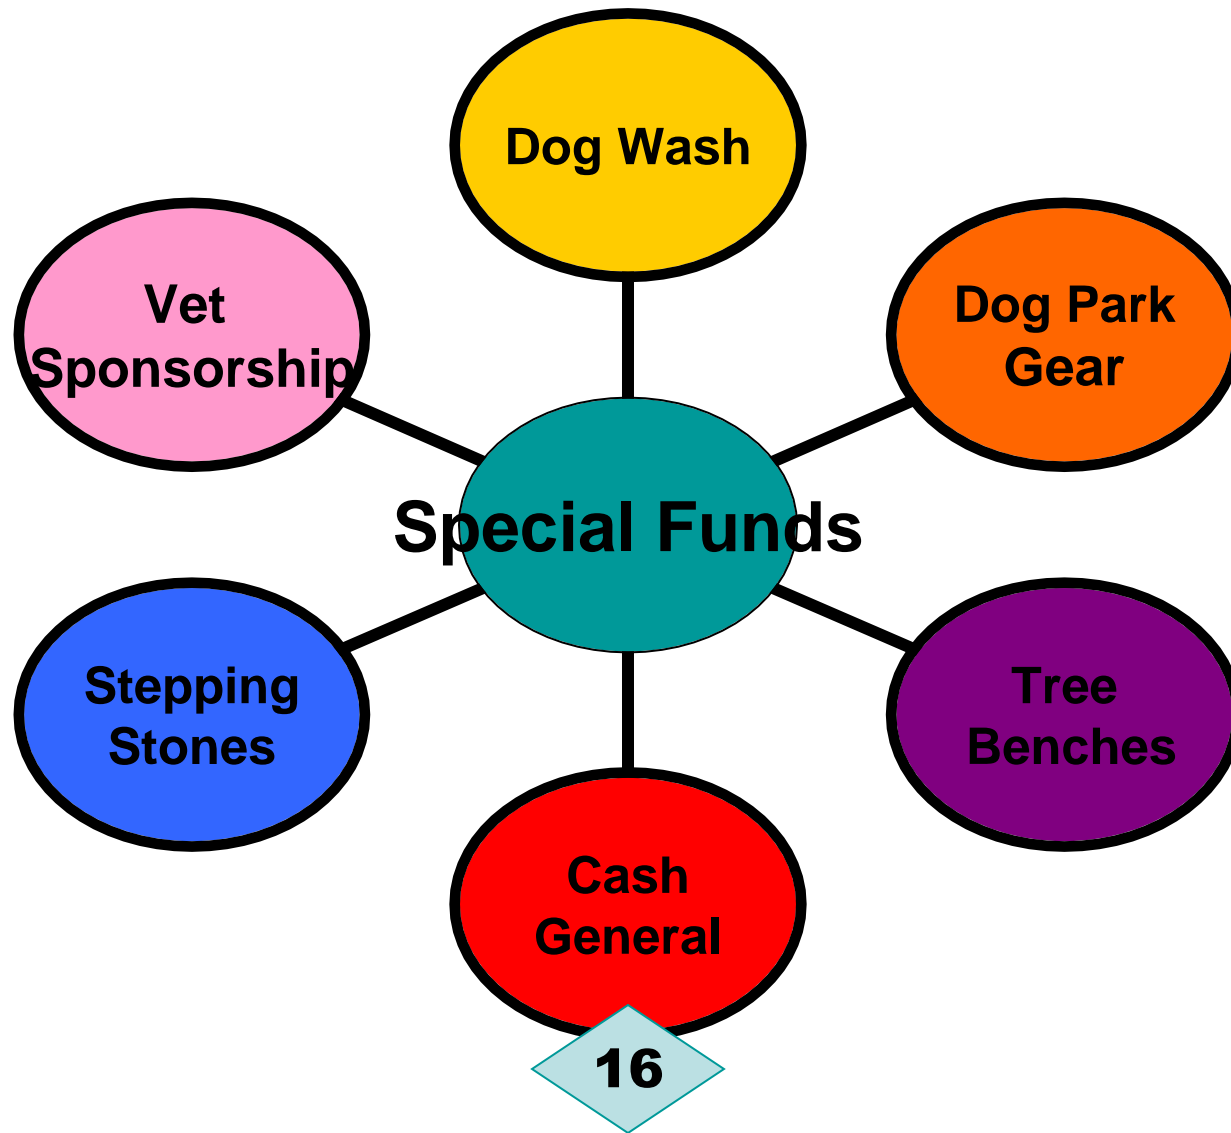 Dog Wash
Vet
Sponsorship
Dog Park
Gear
Special Funds
Stepping
Stones
Tree
Benches
Cash
General
16